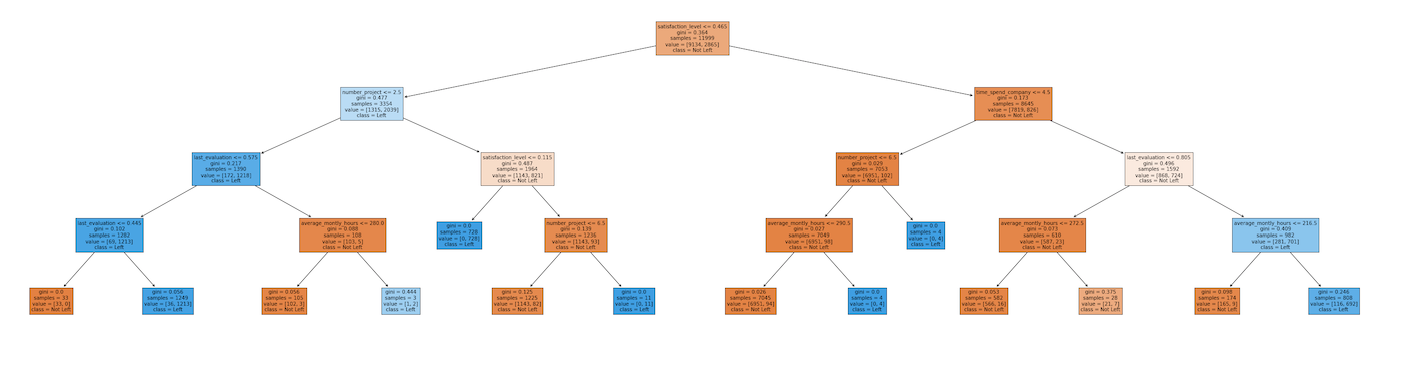 satisfaction_level <= 0.465
gini = 0.364
samples = 11999
value = [9134, 2865]
class = Not Left
number_project <= 2.5
gini = 0.477
samples = 3354
value = [1315, 2039]
class = Left
time_spend_company <= 4.5
gini = 0.173
samples = 8645
value = [7819, 826]
class = Not Left
last_evaluation <= 0.575
gini = 0.217
samples = 1390
value = [172, 1218]
class = Left
satisfaction_level <= 0.115
gini = 0.487
samples = 1964
value = [1143, 821]
class = Not Left
number_project <= 6.5
gini = 0.029
samples = 7053
value = [6951, 102]
class = Not Left
last_evaluation <= 0.805
gini = 0.496
samples = 1592
value = [868, 724]
class = Not Left
last_evaluation <= 0.445
gini = 0.102
samples = 1282
value = [69, 1213]
class = Left
average_montly_hours <= 280.0
gini = 0.088
samples = 108
value = [103, 5]
class = Not Left
gini = 0.0
samples = 728
value = [0, 728]
class = Left
number_project <= 6.5
gini = 0.139
samples = 1236
value = [1143, 93]
class = Not Left
average_montly_hours <= 290.5
gini = 0.027
samples = 7049
value = [6951, 98]
class = Not Left
gini = 0.0
samples = 4
value = [0, 4]
class = Left
average_montly_hours <= 272.5
gini = 0.073
samples = 610
value = [587, 23]
class = Not Left
average_montly_hours <= 216.5
gini = 0.409
samples = 982
value = [281, 701]
class = Left
gini = 0.0
samples = 33
value = [33, 0]
class = Not Left
gini = 0.056
samples = 1249
value = [36, 1213]
class = Left
gini = 0.056
samples = 105
value = [102, 3]
class = Not Left
gini = 0.444
samples = 3
value = [1, 2]
class = Left
gini = 0.125
samples = 1225
value = [1143, 82]
class = Not Left
gini = 0.0
samples = 11
value = [0, 11]
class = Left
gini = 0.026
samples = 7045
value = [6951, 94]
class = Not Left
gini = 0.0
samples = 4
value = [0, 4]
class = Left
gini = 0.053
samples = 582
value = [566, 16]
class = Not Left
gini = 0.375
samples = 28
value = [21, 7]
class = Not Left
gini = 0.098
samples = 174
value = [165, 9]
class = Not Left
gini = 0.246
samples = 808
value = [116, 692]
class = Left